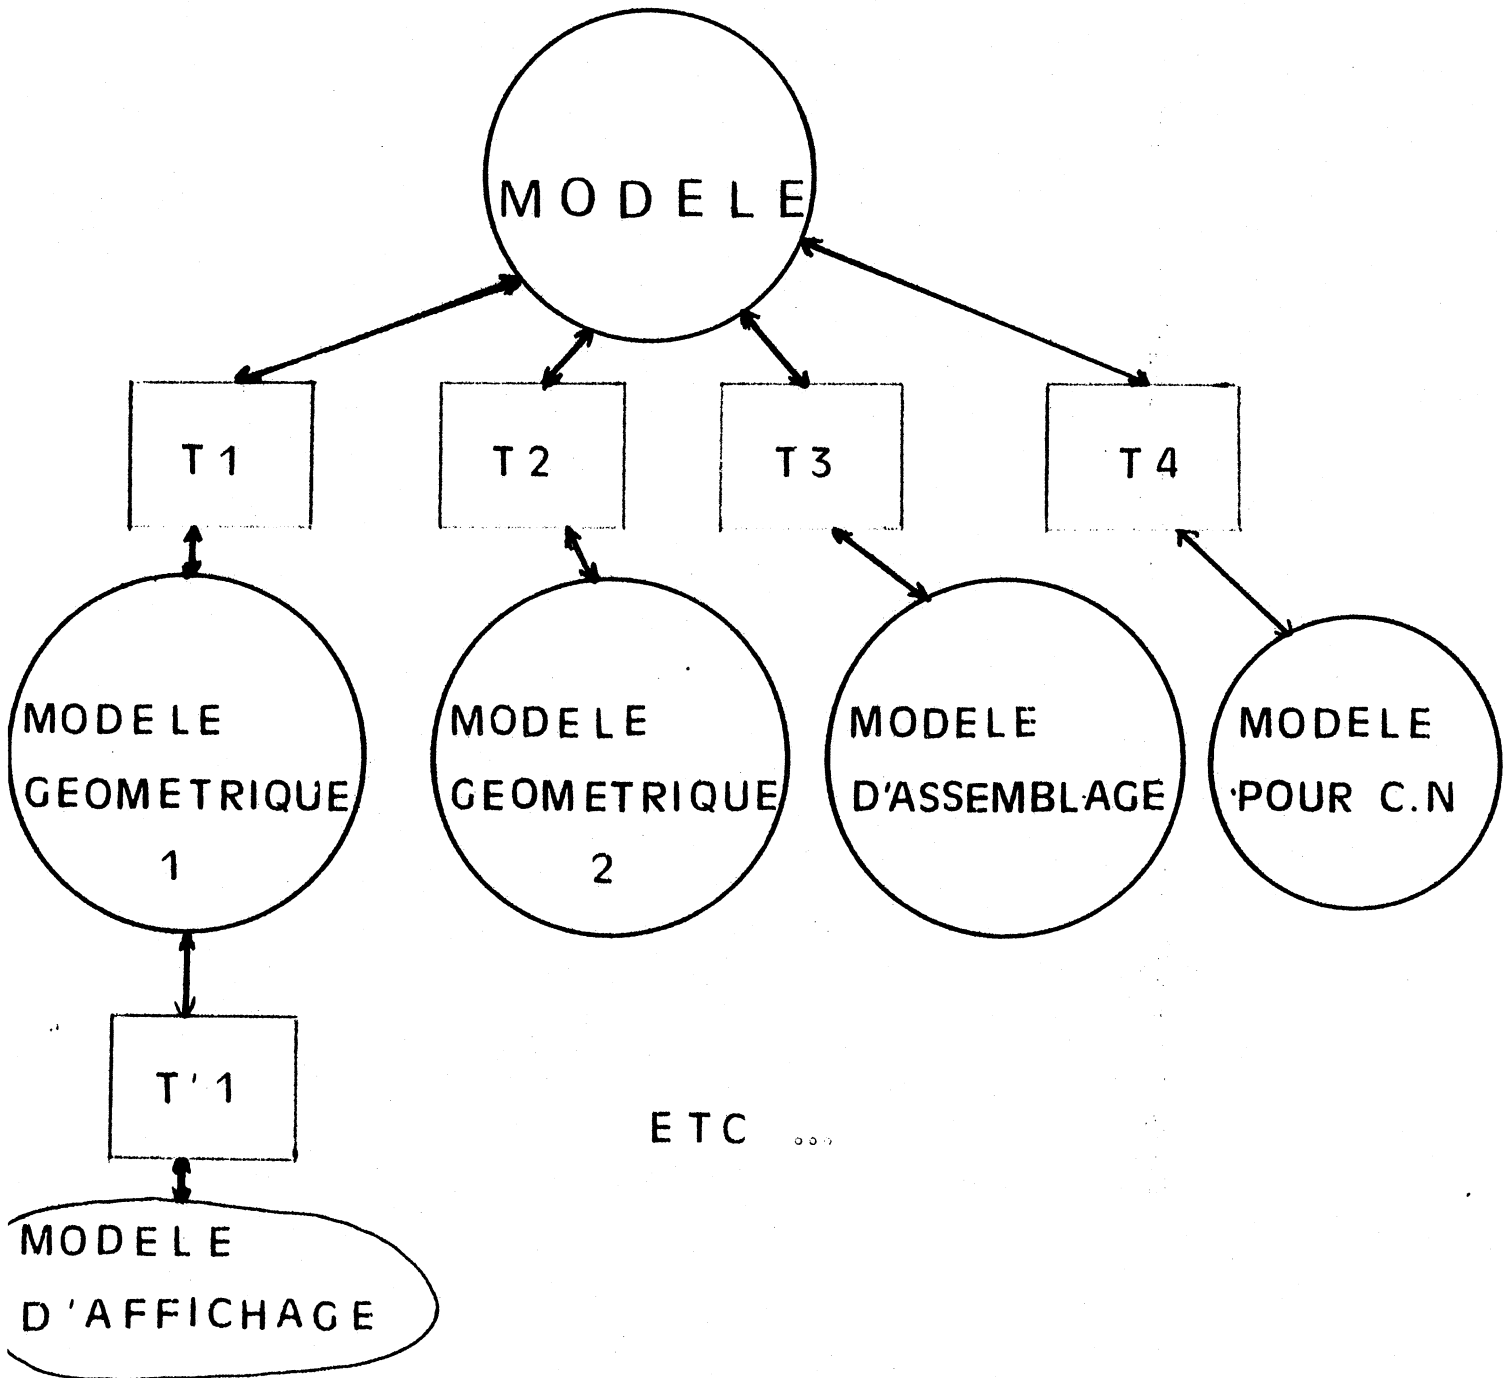 MODELE
T1
T2
T3
T4
MODELE
GEOMETRIQUE
1
MODELE
GEOMETRIQUE
2
MODELE
D'ASSEMBLAGE
MODELE
POUR C.N
T'1
ETC ...
MODELE
D'AFFICHAGE